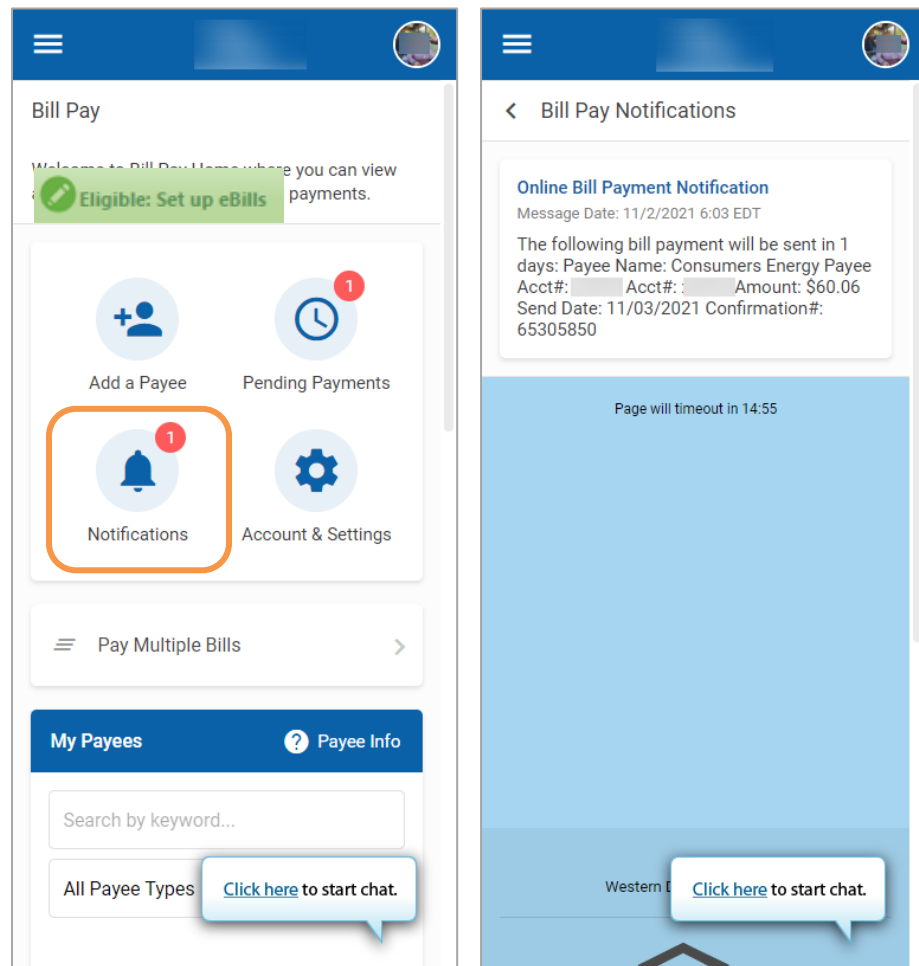 Bill Pay
Welcome to Bill Pay Home where you can view
payments.
Eligible: Set up eBills
1
Add a Payee
Pending Payments
1
Notifications
Account & Settings
Pay Multiple Bills
My Payees
? Payee Info
Search by keyword...
All Payee Types
Click here to start chat.
Bill Pay Notifications
Online Bill Payment Notification
Message Date: 11/2/2021 6:03 EDT
The following bill payment will be sent in 1
days: Payee Name: Consumers Energy Payee
Acct#: Acct#: : Amount: $60.06
Send Date: 11/03/2021 Confirmation#:
65305850
Page will timeout in 14:55
Western
Click here to start chat.